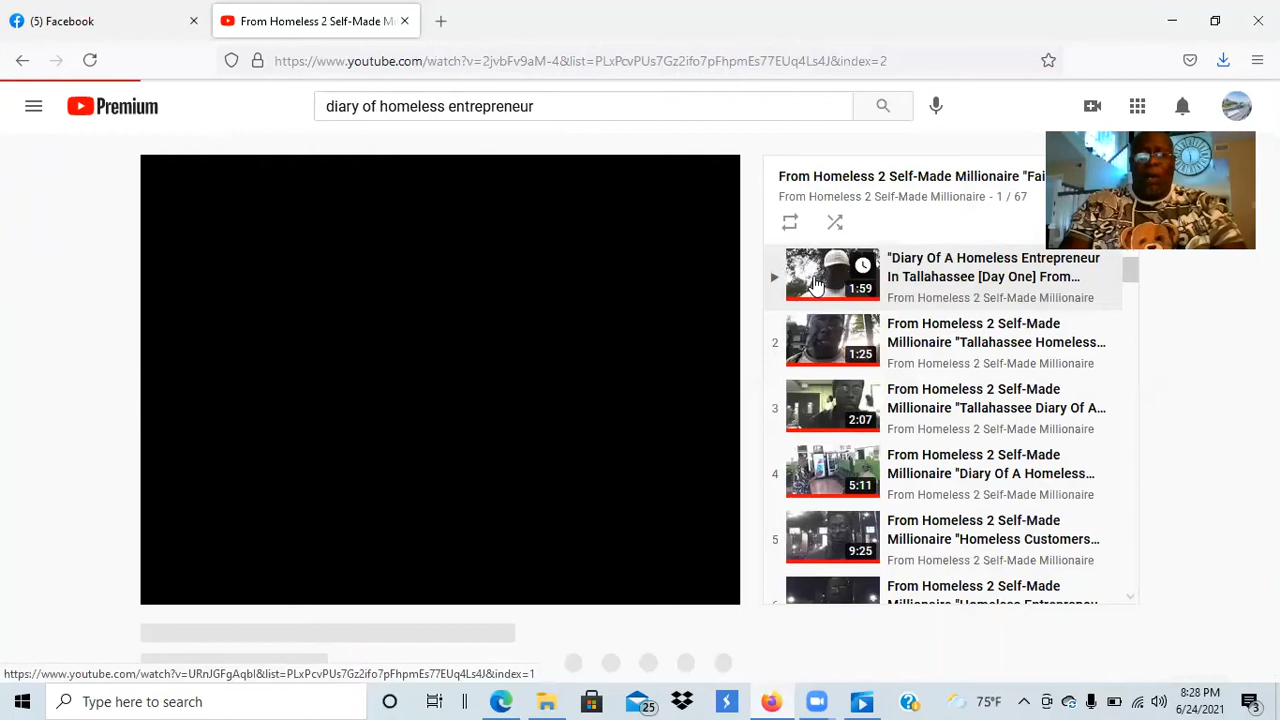 (5) Facebook
From Homeless 2 Self-Made M
https://www.youtube.com/watch?v=2jvbFv9aM-4&list=PLxPcvPUs7Gz2ifo7pFhpmEs77EUq4Ls4J&index=2
Premium
diary of homeless entrepreneur
From Homeless 2 Self-Made Millionaire "Fai
From Homeless 2 Self-Made Millionaire - 1 / 67
1:59
"Diary Of A Homeless Entrepreneur
In Tallahassee [Day One] From…
From Homeless 2 Self-Made Millionaire
2
1:25
From Homeless 2 Self-Made
Millionaire "Tallahassee Homeless…
From Homeless 2 Self-Made Millionaire
3
2:07
From Homeless 2 Self-Made
Millionaire "Tallahassee Diary Of A…
From Homeless 2 Self-Made Millionaire
4
5:11
From Homeless 2 Self-Made
Millionaire "Diary Of A Homeless…
From Homeless 2 Self-Made Millionaire
5
9:25
From Homeless 2 Self-Made
Millionaire "Homeless Customers…
From Homeless 2 Self-Made Millionaire
From Homeless 2 Self-Made
Millionaire "Homeless Entrepreneu
https://www.youtube.com/watch?v=URnJGFgAqbI&list=PLxPcvPUs7Gz2ifo7pFhpmEs77EUq4Ls4J&index=1
Type here to search
25
75°F
8:28 PM
6/24/2021
3